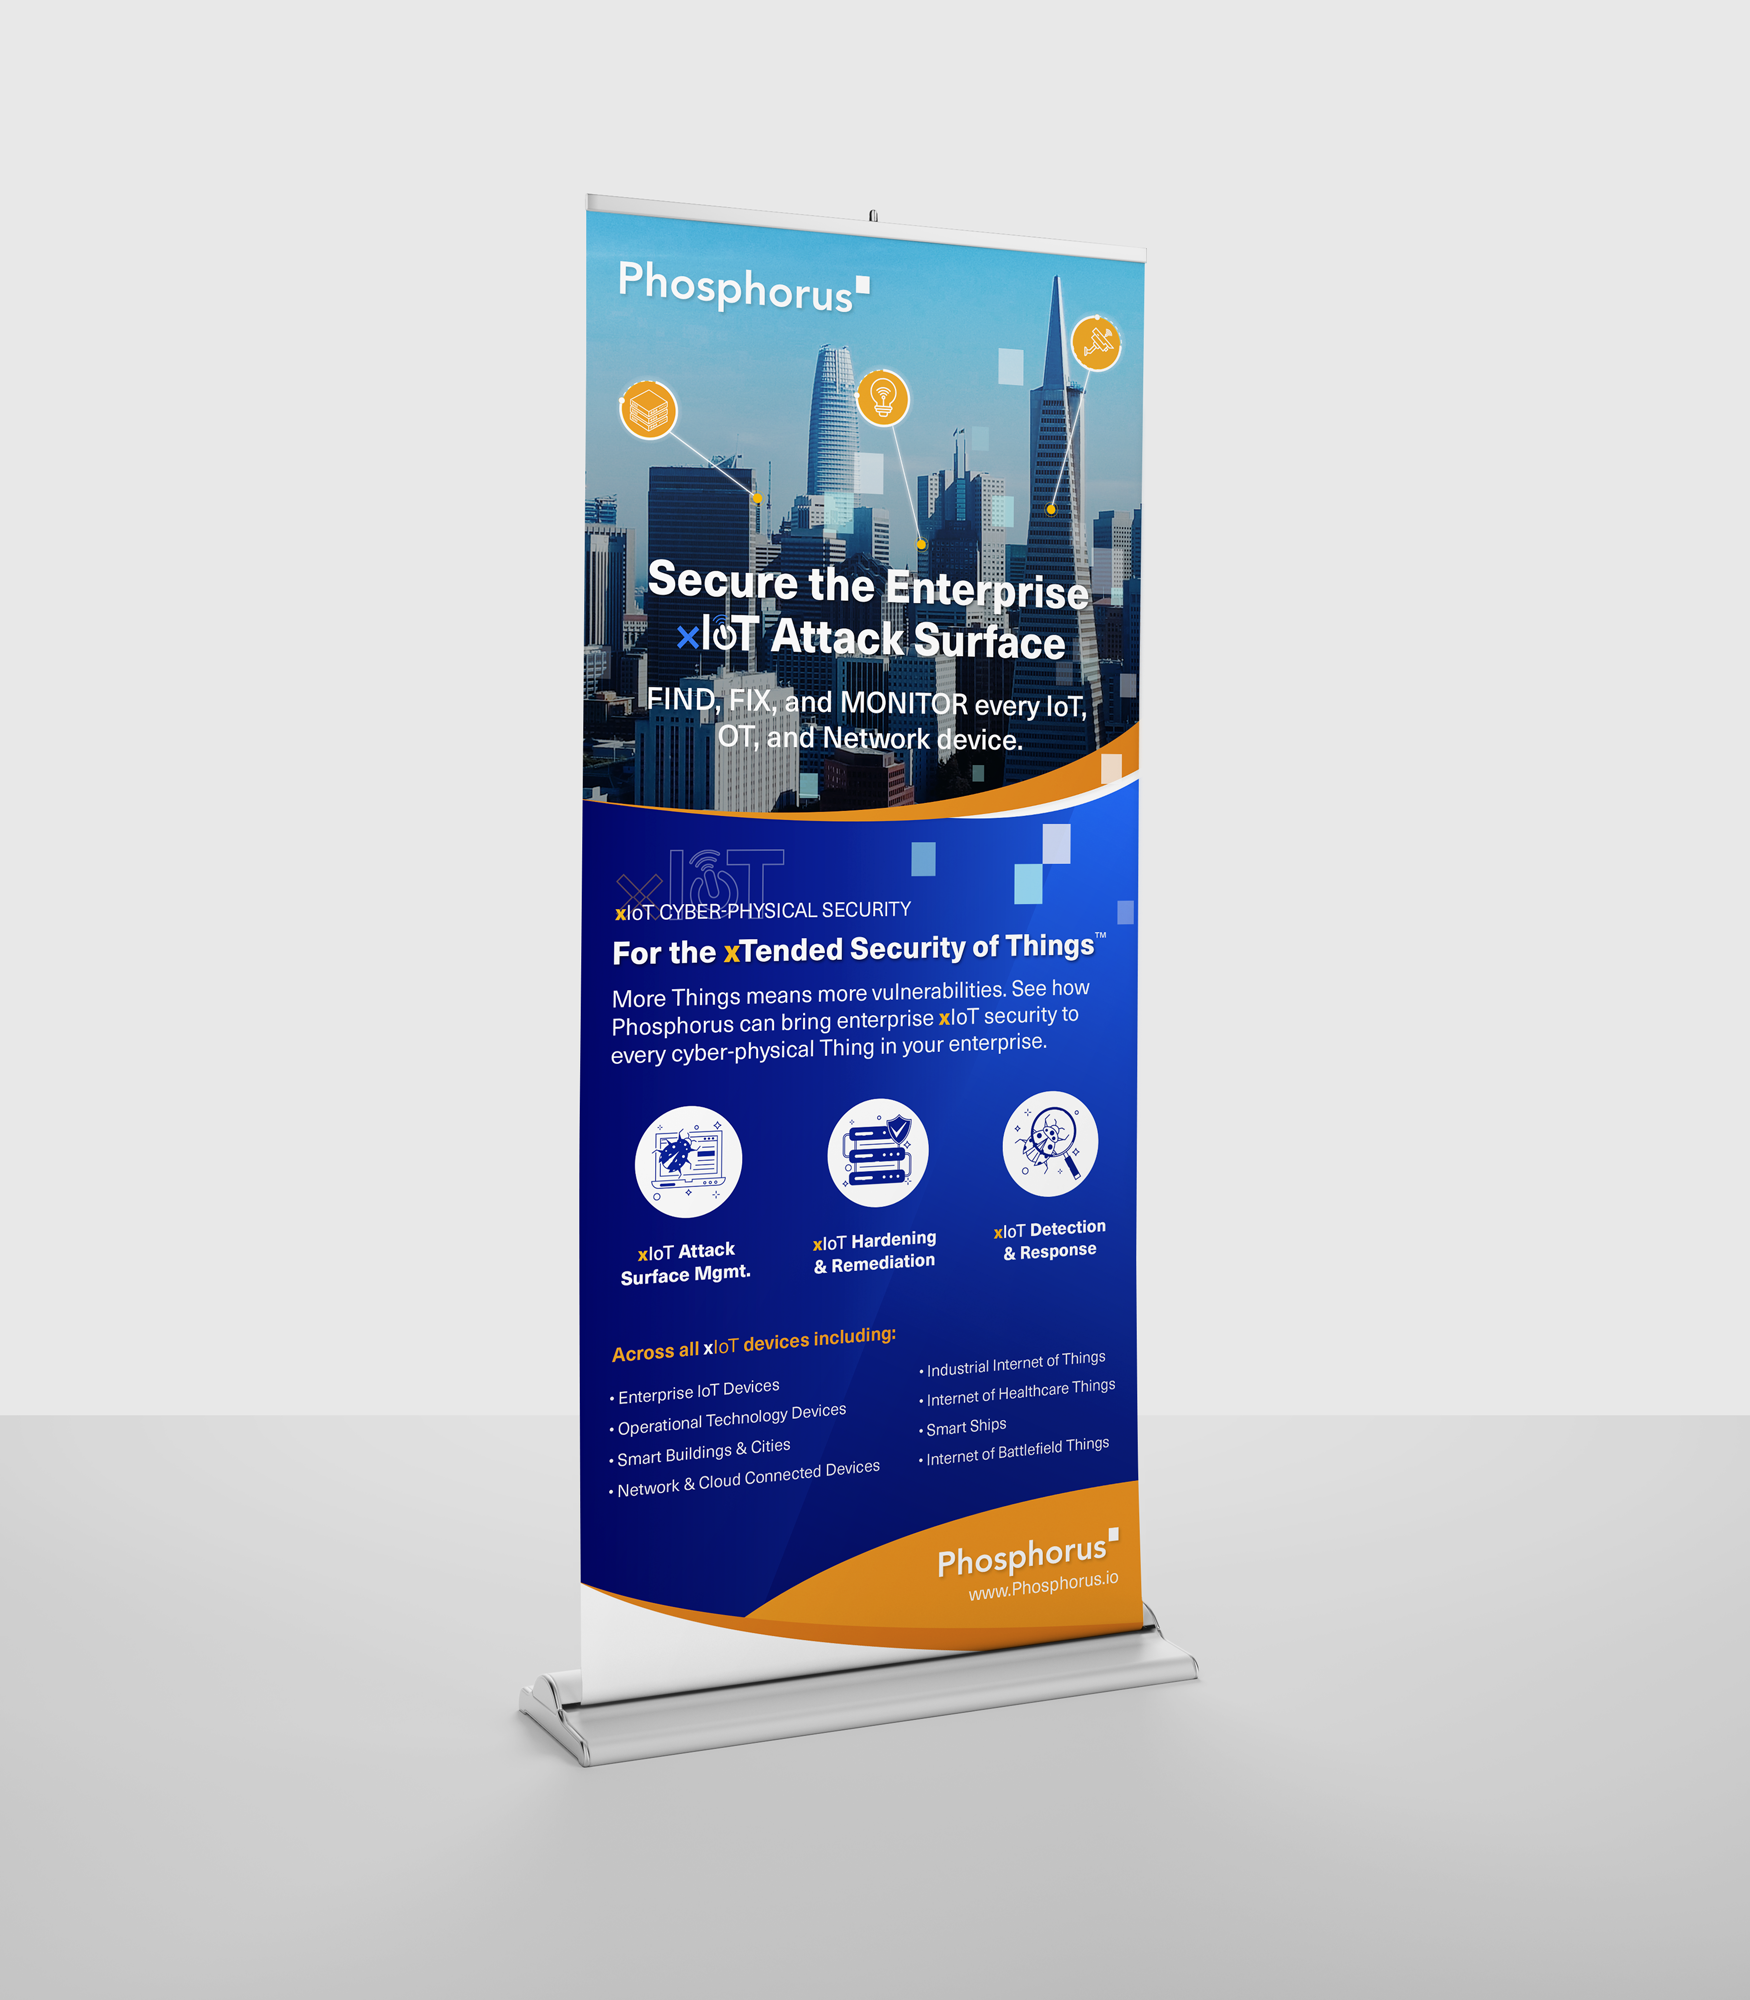 Phosphorus
Secure the Enterprise
xIoT Attack Surface
FIND, FIX, and MONITOR every IoT,
OT, and Network device.
xIoT
xIoT CYBER-PHYSICAL SECURITY
For the xTended Security of Things™
More Things means more vulnerabilities. See how
Phosphorus can bring enterprise xIoT security to
every cyber-physical Thing in your enterprise.
xIoT Attack
Surface Mgmt.
xIoT Hardening
& Remediation
xIoT Detection
& Response
Across all xIoT devices including:
• Enterprise IoT Devices
• Operational Technology Devices
• Smart Buildings & Cities
• Network & Cloud Connected Devices
• Industrial Internet of Things
• Internet of Healthcare Things
• Smart Ships
• Internet of Battlefield Things
Phosphorus
www.Phosphorus.io